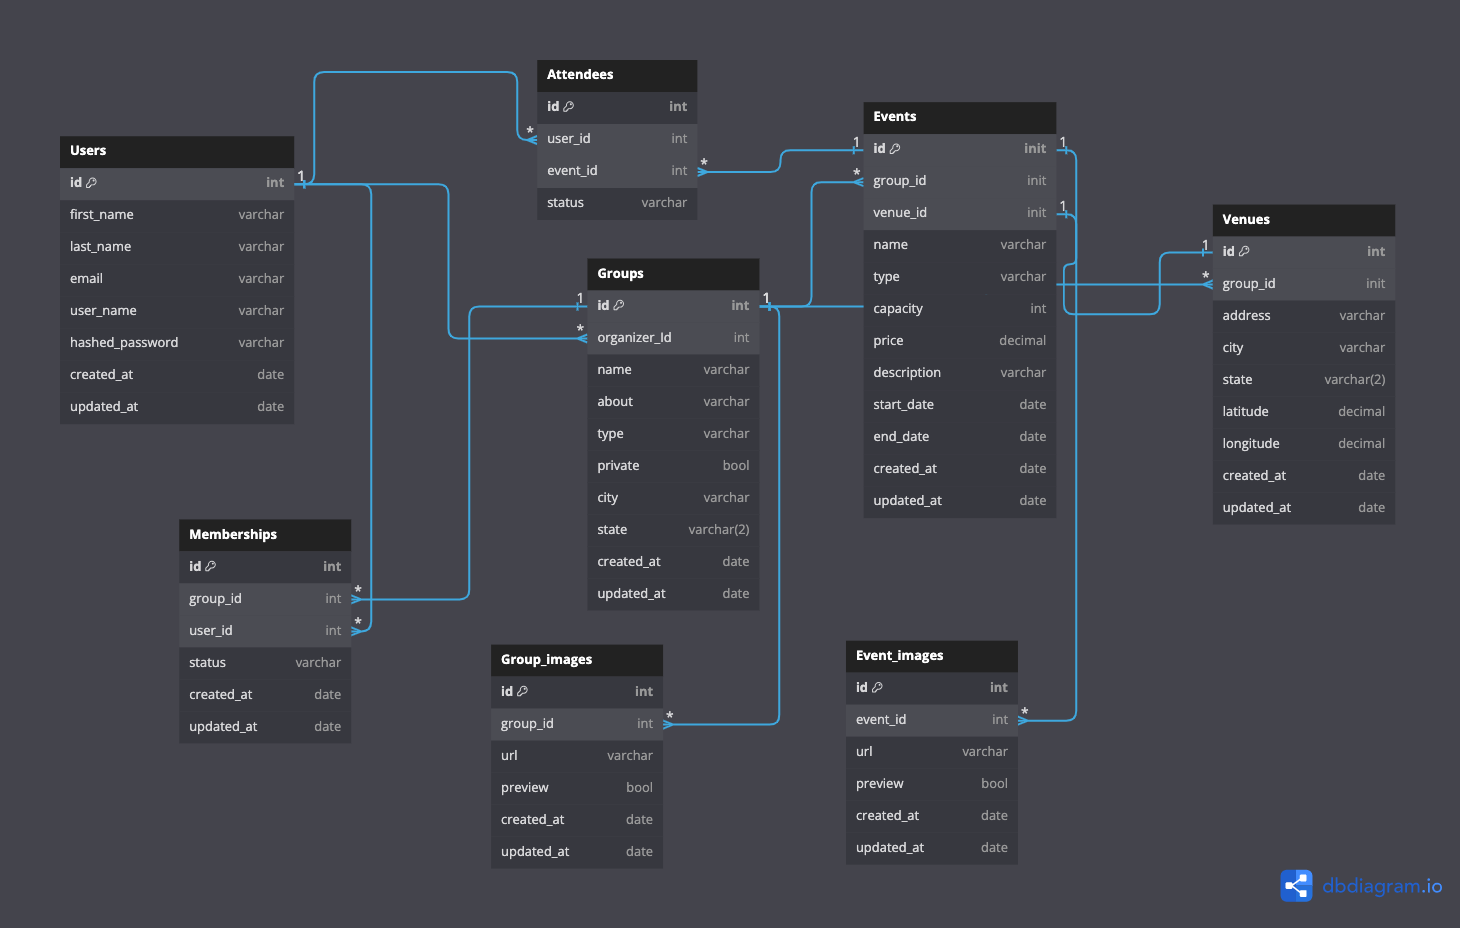 Users
id int
first_name varchar
last_name varchar
email varchar
user_name varchar
hashed_password varchar
created_at date
updated_at date
1
Attendees
id int
* user_id int
event_id int *
status varchar
Events
1 id init 1
* group_id init
venue_id init 1
name varchar
type varchar
capacity int
price decimal
description varchar
start_date date
end_date date
created_at date
updated_at date
Venues
1 id int
* group_id init
address varchar
city varchar
state varchar(2)
latitude decimal
longitude decimal
created_at date
updated_at date
Groups
1 id int 1
* organizer_Id int
name varchar
about varchar
type varchar
private bool
city varchar
state varchar(2)
created_at date
updated_at date
Memberships
id int
group_id int *
user_id int *
status varchar
created_at date
updated_at date
Group_images
id int
group_id int *
url varchar
preview bool
created_at date
updated_at date
Event_images
id int
event_id int *
url varchar
preview bool
created_at date
updated_at date
dbdiagram.io